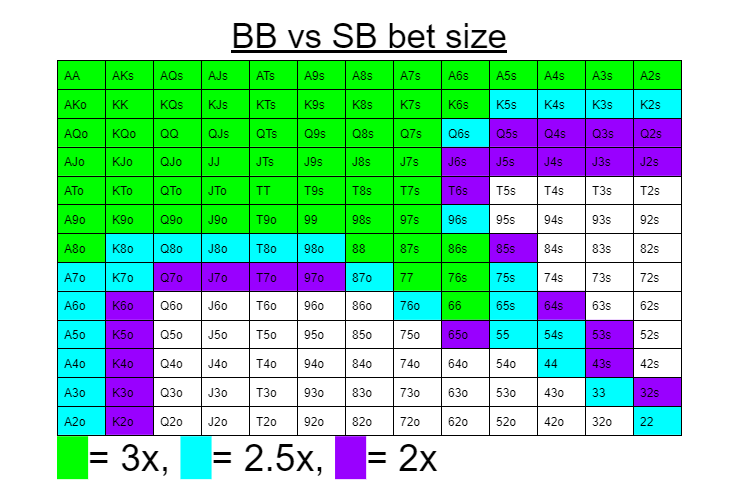 BB vs SB bet size
AA AKs AQs AJs ATs A9s A8s A7s A6s A5s A4s A3s A2s
AKo KK KQs KJs KTs K9s K8s K7s K6s K5s K4s K3s K2s
AQo KQo QQ QJs QTs Q9s Q8s Q7s Q6s Q5s Q4s Q3s Q2s
AJo KJo QJo JJ JTs J9s J8s J7s J6s J5s J4s J3s J2s
ATo KTo QTo JTo TT T9s T8s T7s T6s T5s T4s T3s T2s
A9o K9o Q9o J9o T9o 99 98s 97s 96s 95s 94s 93s 92s
A8o K8o Q8o J8o T8o 98o 88 87s 86s 85s 84s 83s 82s
A7o K7o Q7o J7o T7o 97o 87o 77 76s 75s 74s 73s 72s
A6o K6o Q6o J6o T6o 96o 86o 76o 66 65s 64s 63s 62s
A5o K5o Q5o J5o T5o 95o 85o 75o 65o 55 54s 53s 52s
A4o K4o Q4o J4o T4o 94o 84o 74o 64o 54o 44 43s 42s
A3o K3o Q3o J3o T3o 93o 83o 73o 63o 53o 43o 33 32s
A2o K2o Q2o J2o T2o 92o 82o 72o 62o 52o 42o 32o 22
= 3x, = 2.5x, = 2x